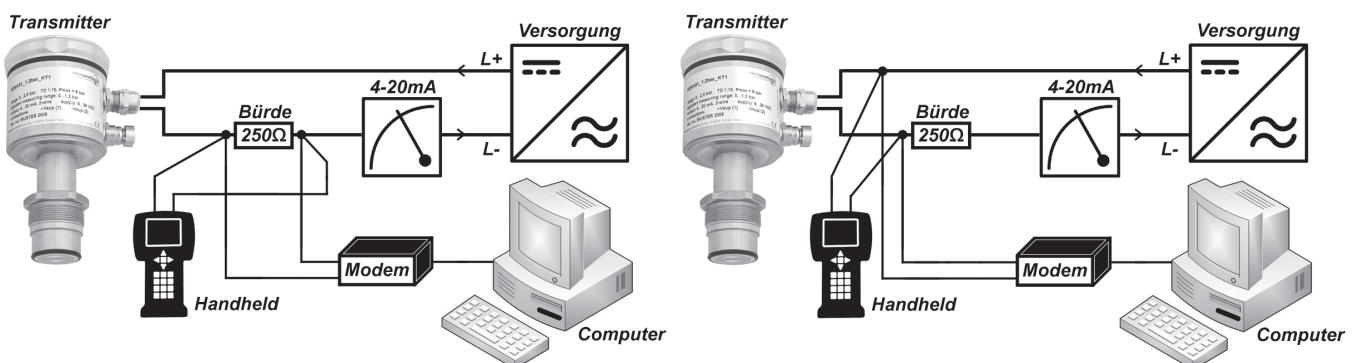 Transmitter
Versorgung
L+
4-20mA
Bürde
250Ω
L-
Modem
Handheld
Computer
Transmitter
Versorgung
L+
4-20mA
Bürde
250Ω
L-
Modem
Handheld
Computer